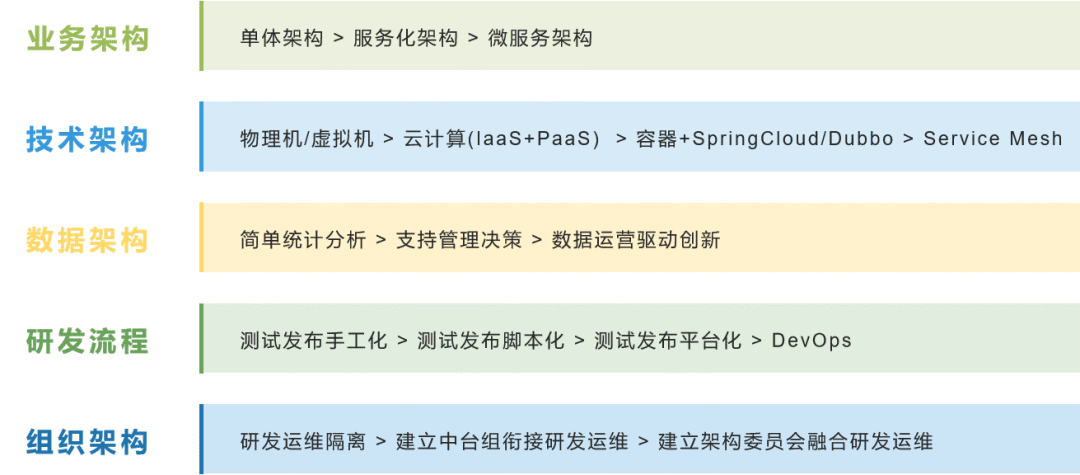 业务架构
单体架构 > 服务化架构 > 微服务架构
技术架构
物理机/虚拟机 > 云计算(IaaS+PaaS) > 容器+SpringCloud/Dubbo > Service Mesh
数据架构
简单统计分析 > 支持管理决策 > 数据运营驱动创新
研发流程
测试发布手工化 > 测试发布脚本化 > 测试发布平台化 > DevOps
组织架构
研发运维隔离 > 建立中台组衔接研发运维 > 建立架构委员会融合研发运维